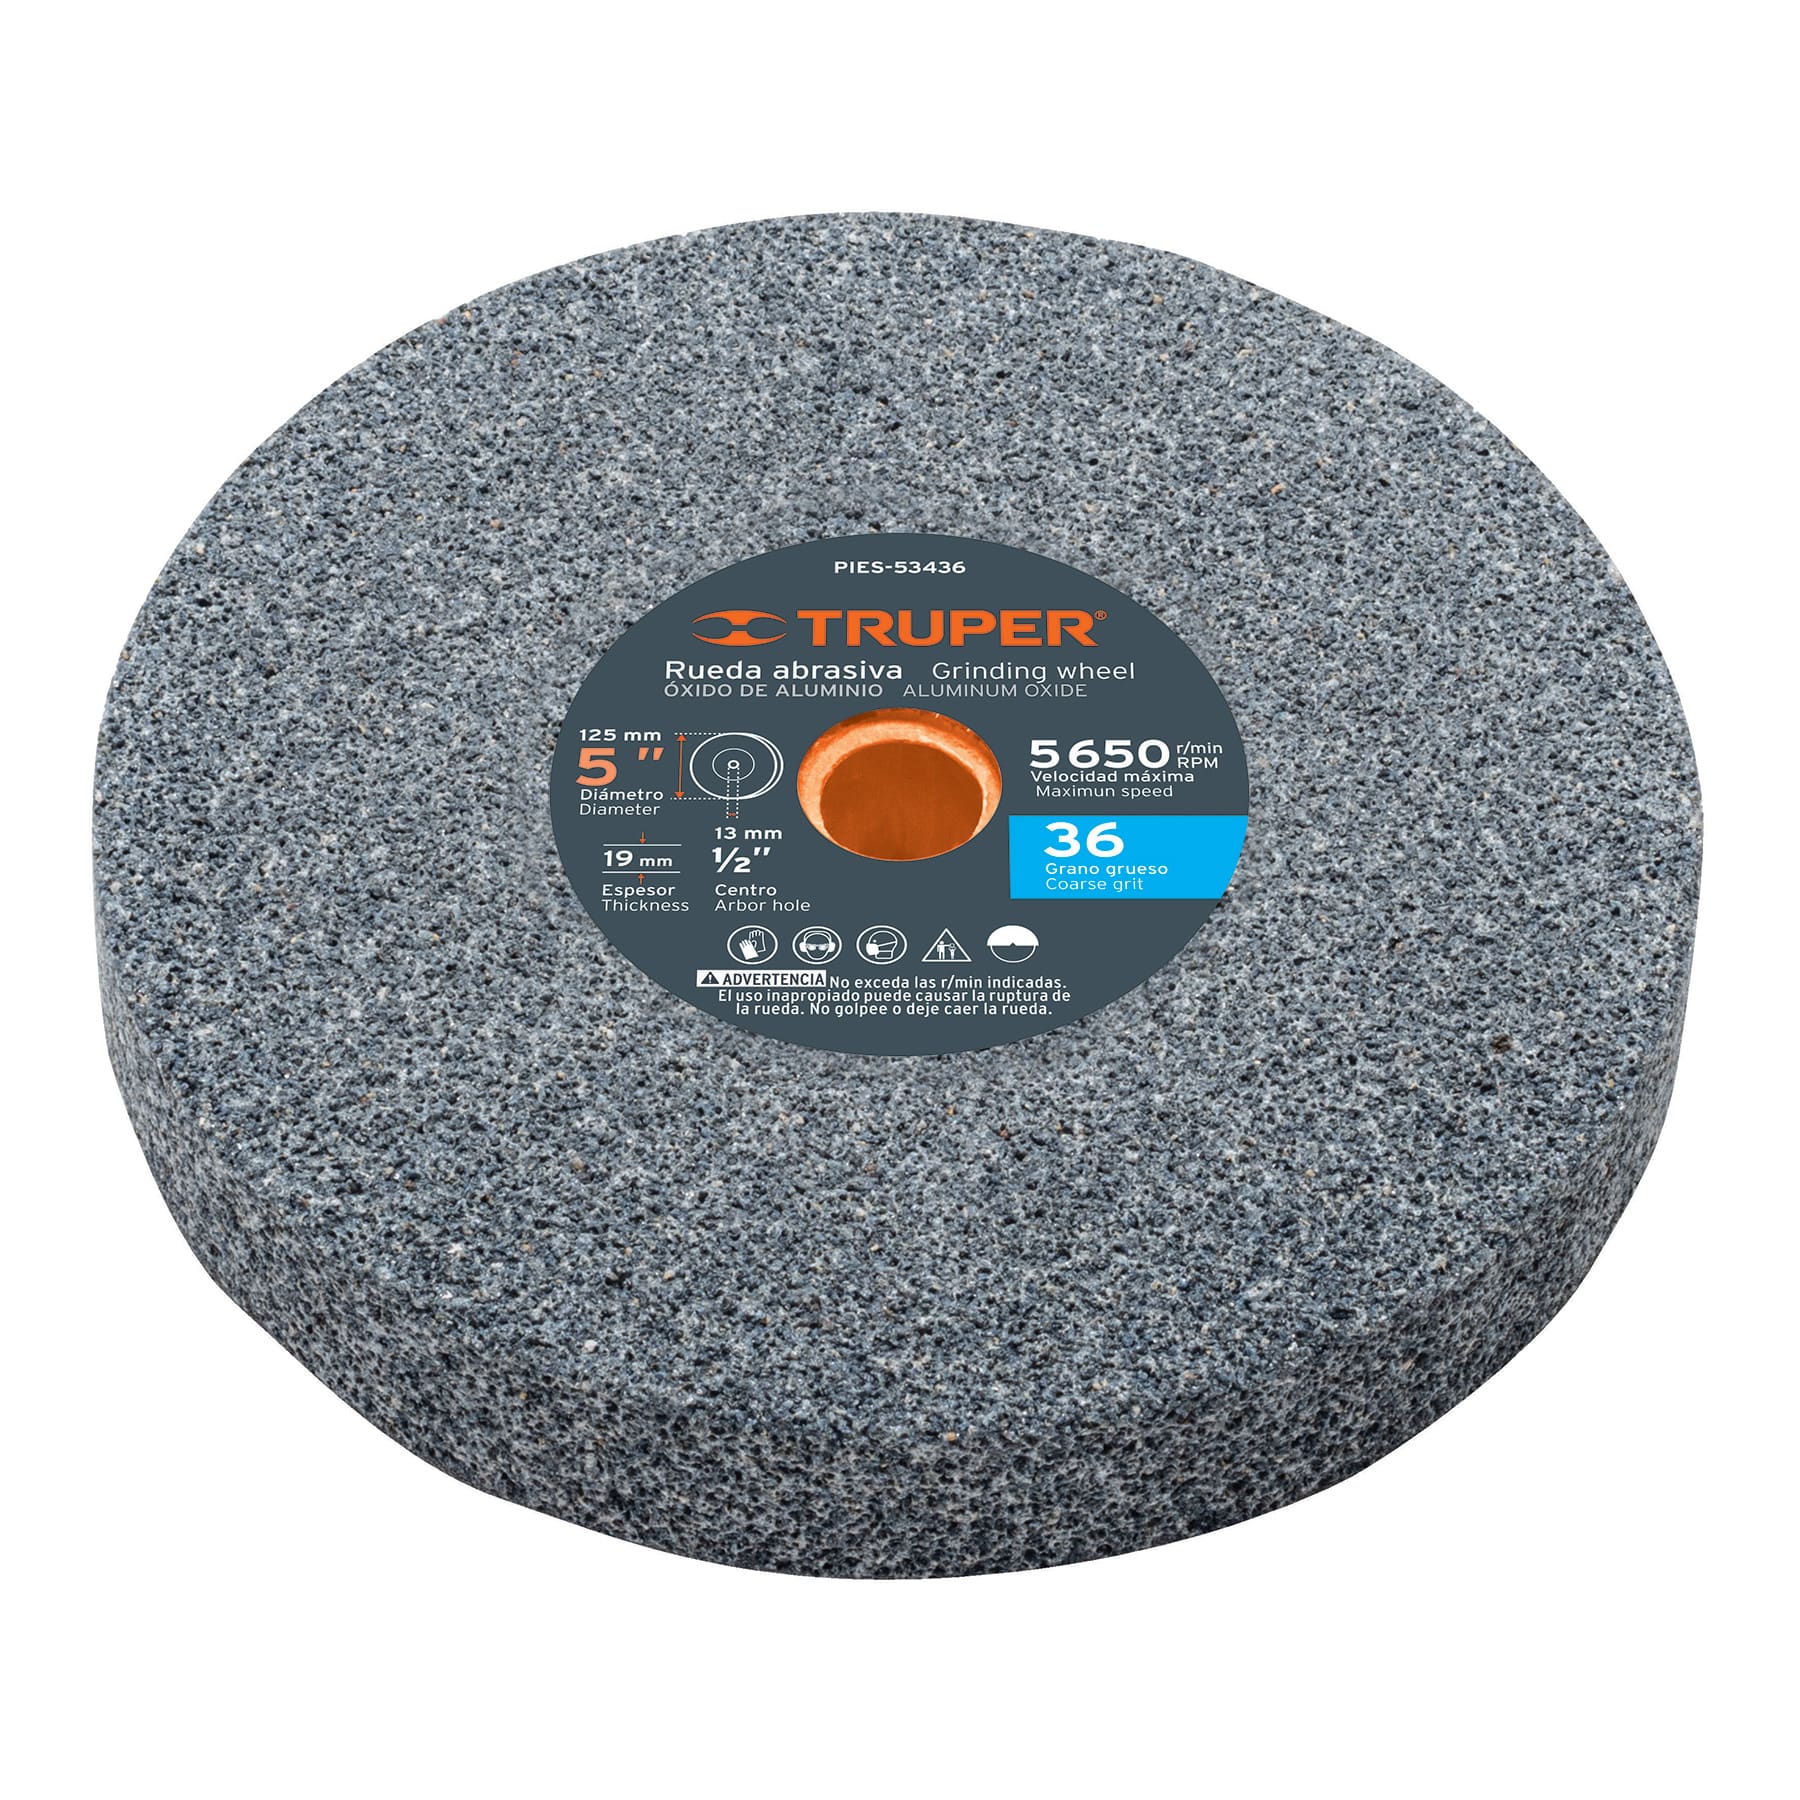 PIES-53436
TRUPER®
Rueda abrasiva Grinding wheel
ÓXIDO DE ALUMINIO ALUMINUM OXIDE
125 mm
5"
Diámetro
Diameter
19 mm
Espesor
Thickness
13 mm
1/2"
Centro
Arbor hole
5650 r/min RPM
Velocidad máxima
Maximun speed
36
Grano grueso
Coarse grit
ADVERTENCIA No exceda las r/min indicadas.
El uso inapropiado puede causar la ruptura de
la rueda. No golpee o deje caer la rueda.